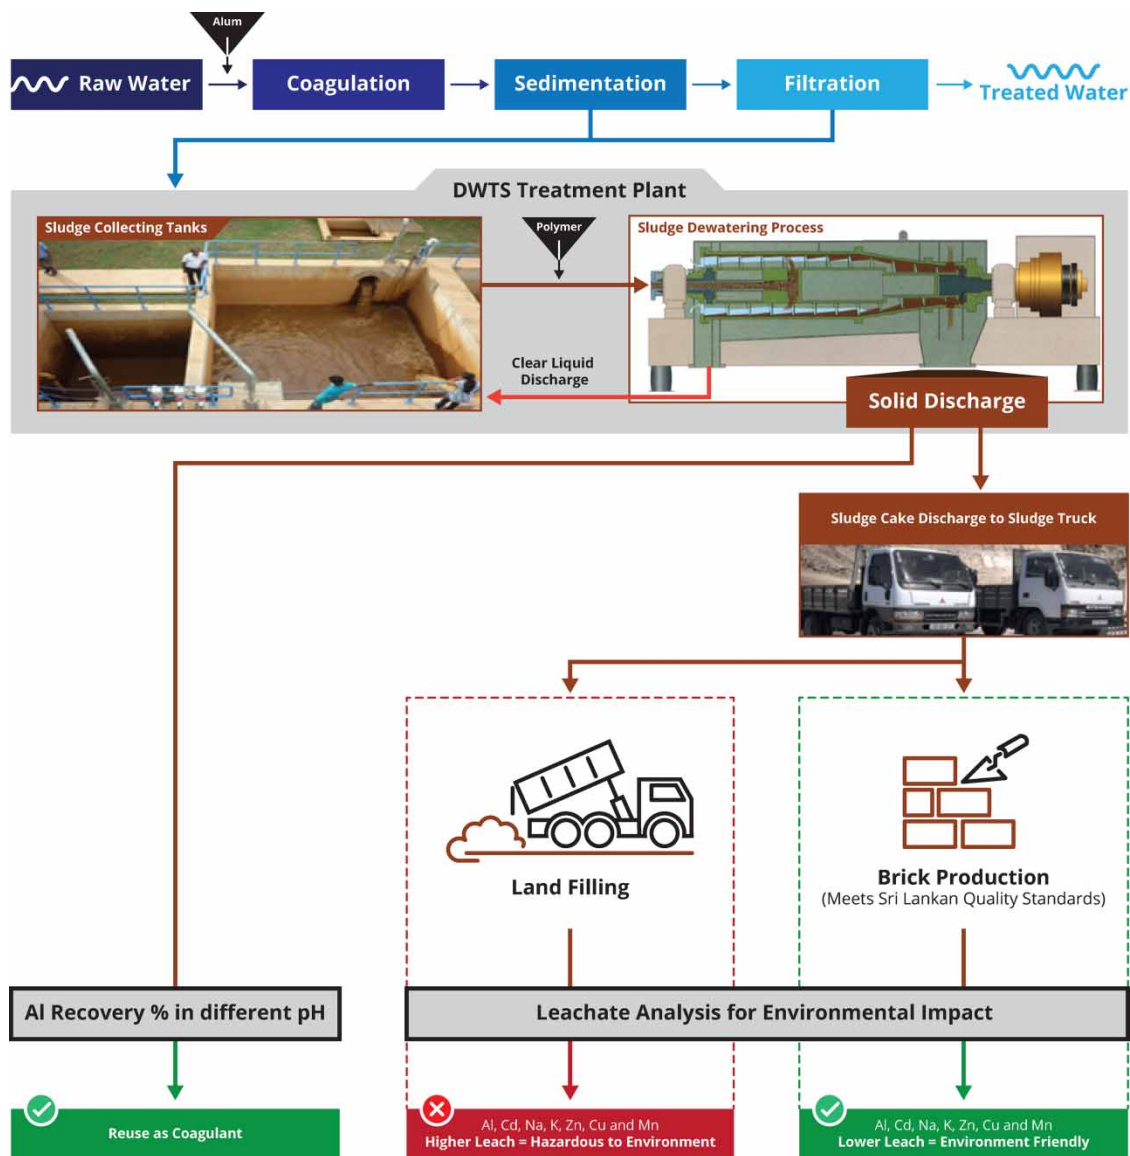 Alum
Raw Water
Coagulation
Sedimentation
Filtration
Treated Water
DWTS Treatment Plant
Sludge Collecting Tanks
Polymer
Sludge Dewatering Process
Clear Liquid
Discharge
Solid Discharge
Sludge Cake Discharge to Sludge Truck
Land Filling
Brick Production
(Meets Sri Lankan Quality Standards)
Al Recovery % in different pH
Leachate Analysis for Environmental Impact
Reuse as Coagulant
Al, Cd, Na, K, Zn, Cu and Mn
Higher Leach = Hazardous to Environment
Al, Cd, Na, K, Zn, Cu and Mn
Lower Leach = Environment Friendly